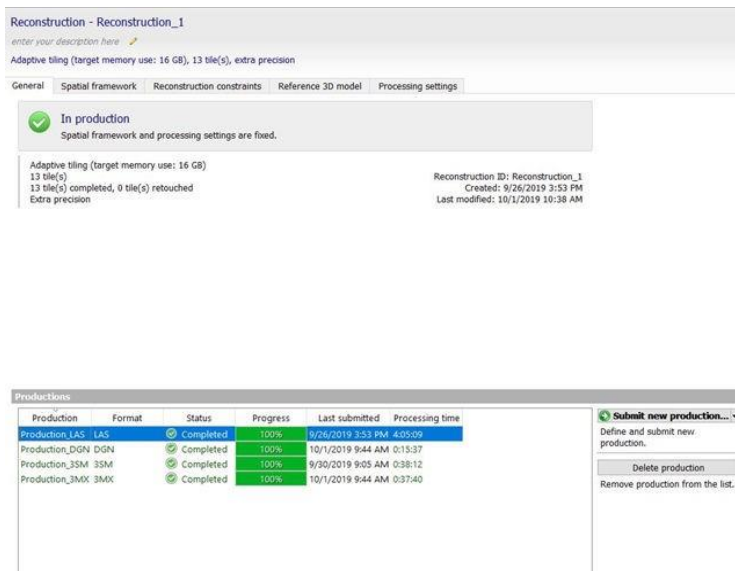 Reconstruction - Reconstruction_1
enter your description here
Adaptive tiling (target memory use: 16 GB), 13 tile(s), extra precision
General Spatial framework Reconstruction constraints Reference 3D model Processing settings
In production
Spatial framework and processing settings are fixed.
Adaptive tiling (target memory use: 16 GB)
13 tile(s)
13 tile(s) completed, 0 tile(s) retouched
Extra precision
Reconstruction ID: Reconstruction_1
Created: 9/26/2019 3:53 PM
Last modified: 10/1/2019 10:38 AM
Productions
Production Format Status Progress Last submitted Processing time
Production_LAS LAS Completed 100% 9/26/2019 3:53 PM 4:05:09
Production_DGN DGN Completed 100% 10/1/2019 9:44 AM 0:15:37
Production_3SM 3SM Completed 100% 9/30/2019 9:05 AM 0:38:12
Production_3MX 3MX Completed 100% 10/1/2019 9:44 AM 0:37:40
Submit new production...
Define and submit new
production.
Delete production
Remove production from the list.